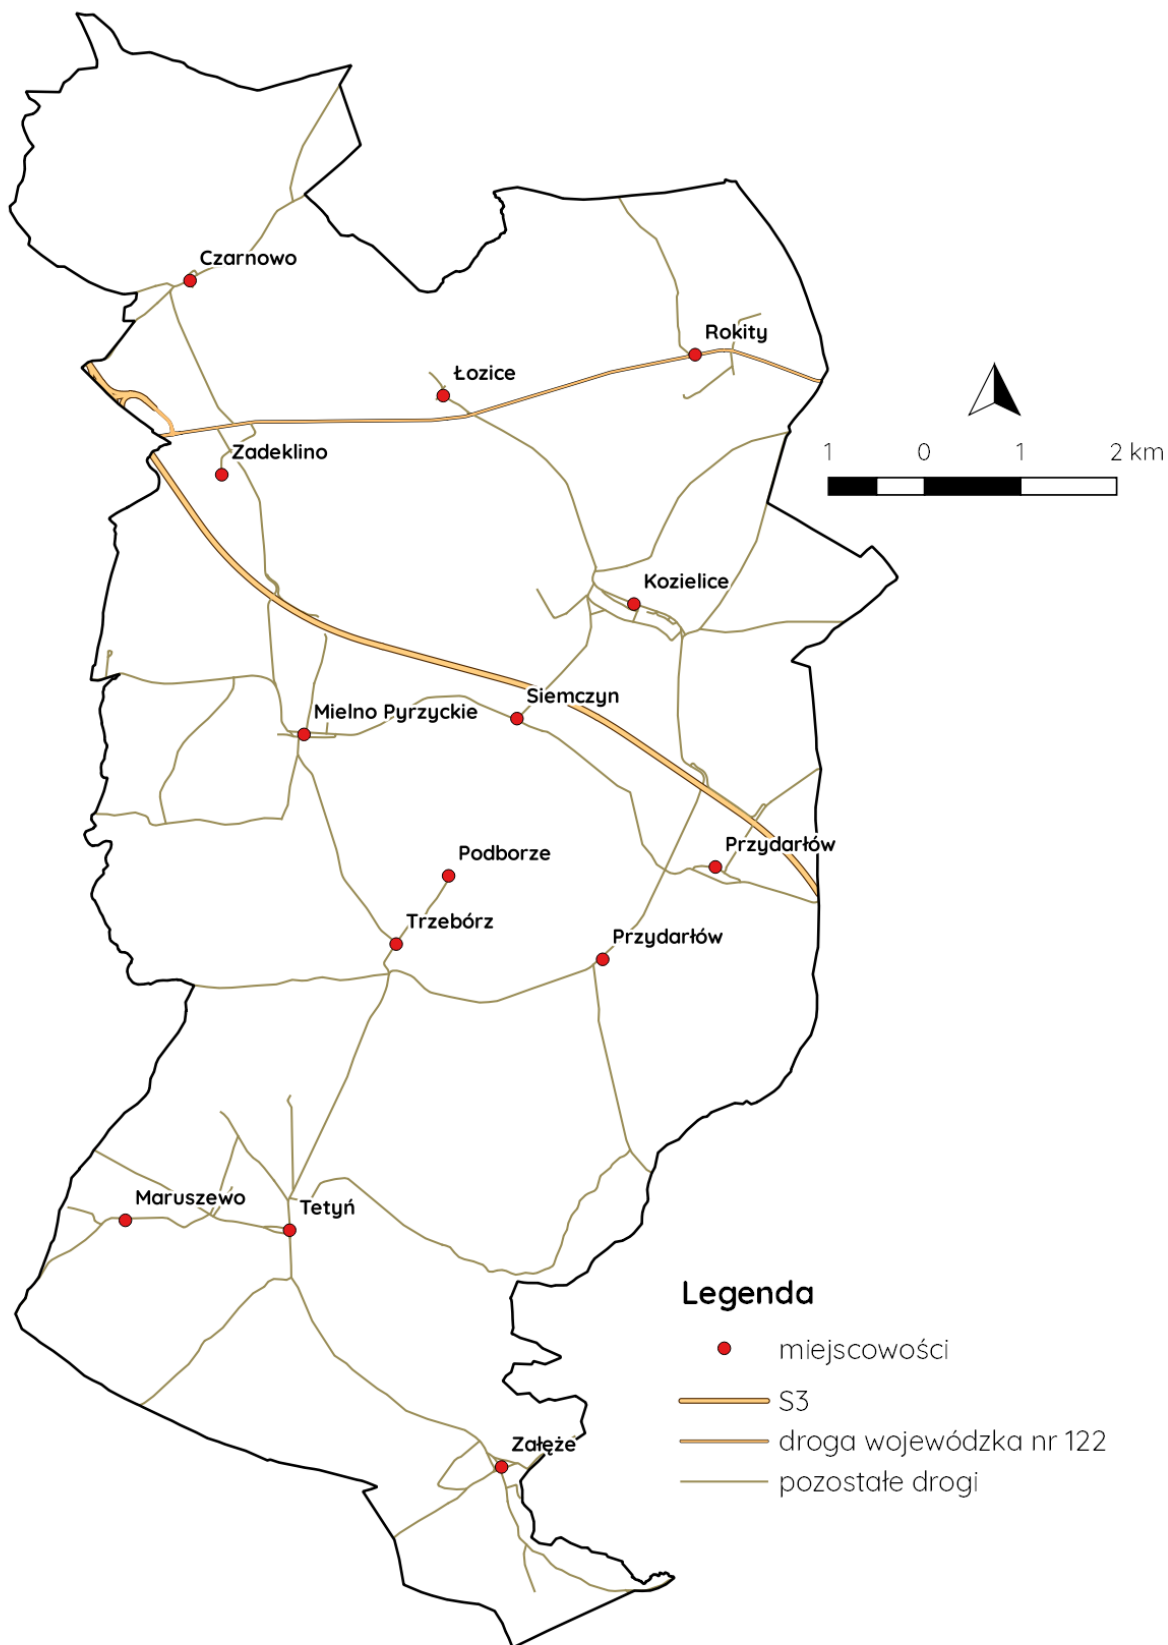 Czarnowo
Rokity
Łozice
Zadeklino
1 0 1 2 km
Kozielice
Siemczyn
Mielno Pyrzyckie
Przydarłów
Podborze
Trzebórz
Przydarłów
Maruszewo
Tetyń
Legenda
miejscowości
S3
droga wojewódzka nr 122
pozostałe drogi
Załęże